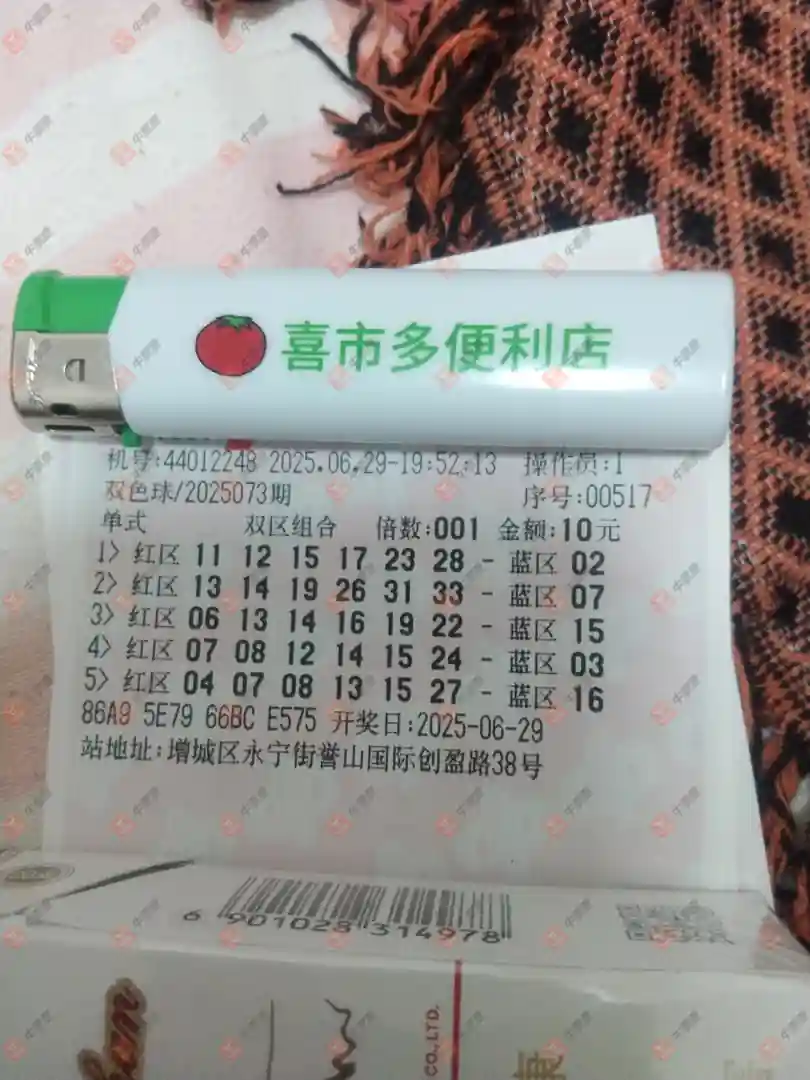 喜市多便利店
机号:44012248 2025.06.29-19:52:13 操作员:1
双色球/2025073期 序号:00517
单式 双区组合 倍数:001 金额:10元
1> 红区 11 12 15 17 23 28 - 蓝区 02
2> 红区 13 14 19 26 31 33 - 蓝区 07
3> 红区 06 13 14 16 19 22 - 蓝区 15
4> 红区 07 08 12 14 15 24 - 蓝区 03
5> 红区 04 07 08 13 15 27 - 蓝区 16
86A9 5E79 66BC E575 开奖日:2025-06-29
站地址:增城区永宁街誉山国际创盈路38号
6 901028 314978
CO., LTD.